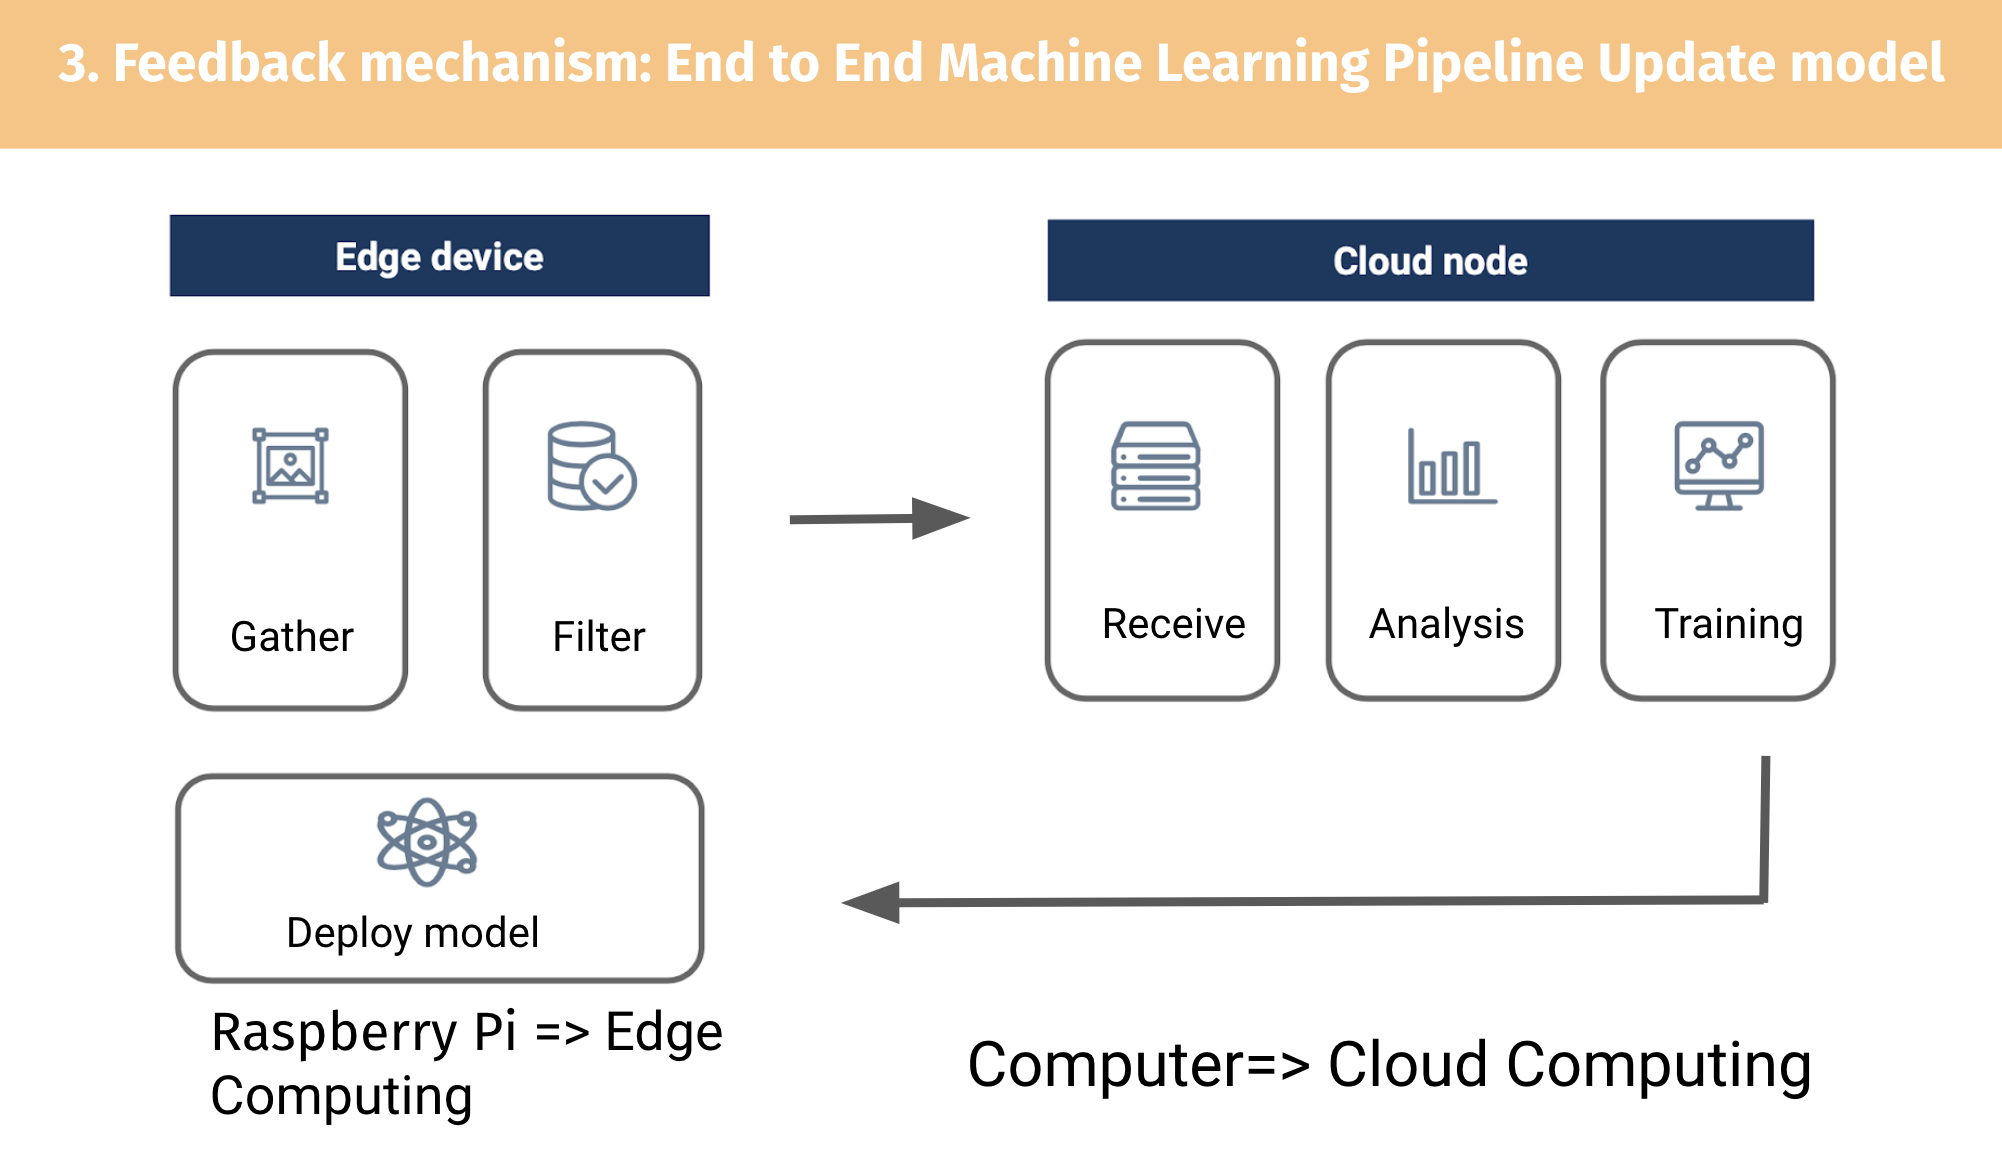 3. Feedback mechanism: End to End Machine Learning Pipeline Update model
Edge device
Cloud node
Gather
Filter
Receive
Analysis
Training
Deploy model
Raspberry Pi => Edge
Computing
Computer=> Cloud Computing